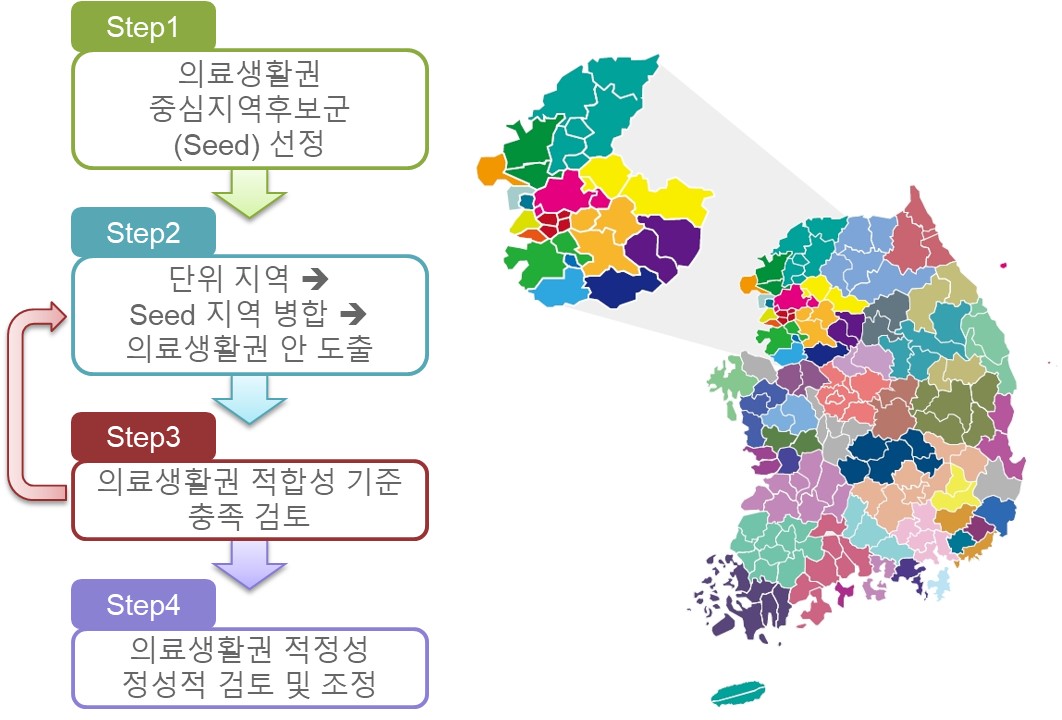 Step1
의료생활권
중심지역후보군
(Seed) 선정
Step2
단위 지역 ➔
Seed 지역 병합 ➔
의료생활권 안 도출
Step3
의료생활권 적합성 기준
충족 검토
Step4
의료생활권 적정성
정성적 검토 및 조정